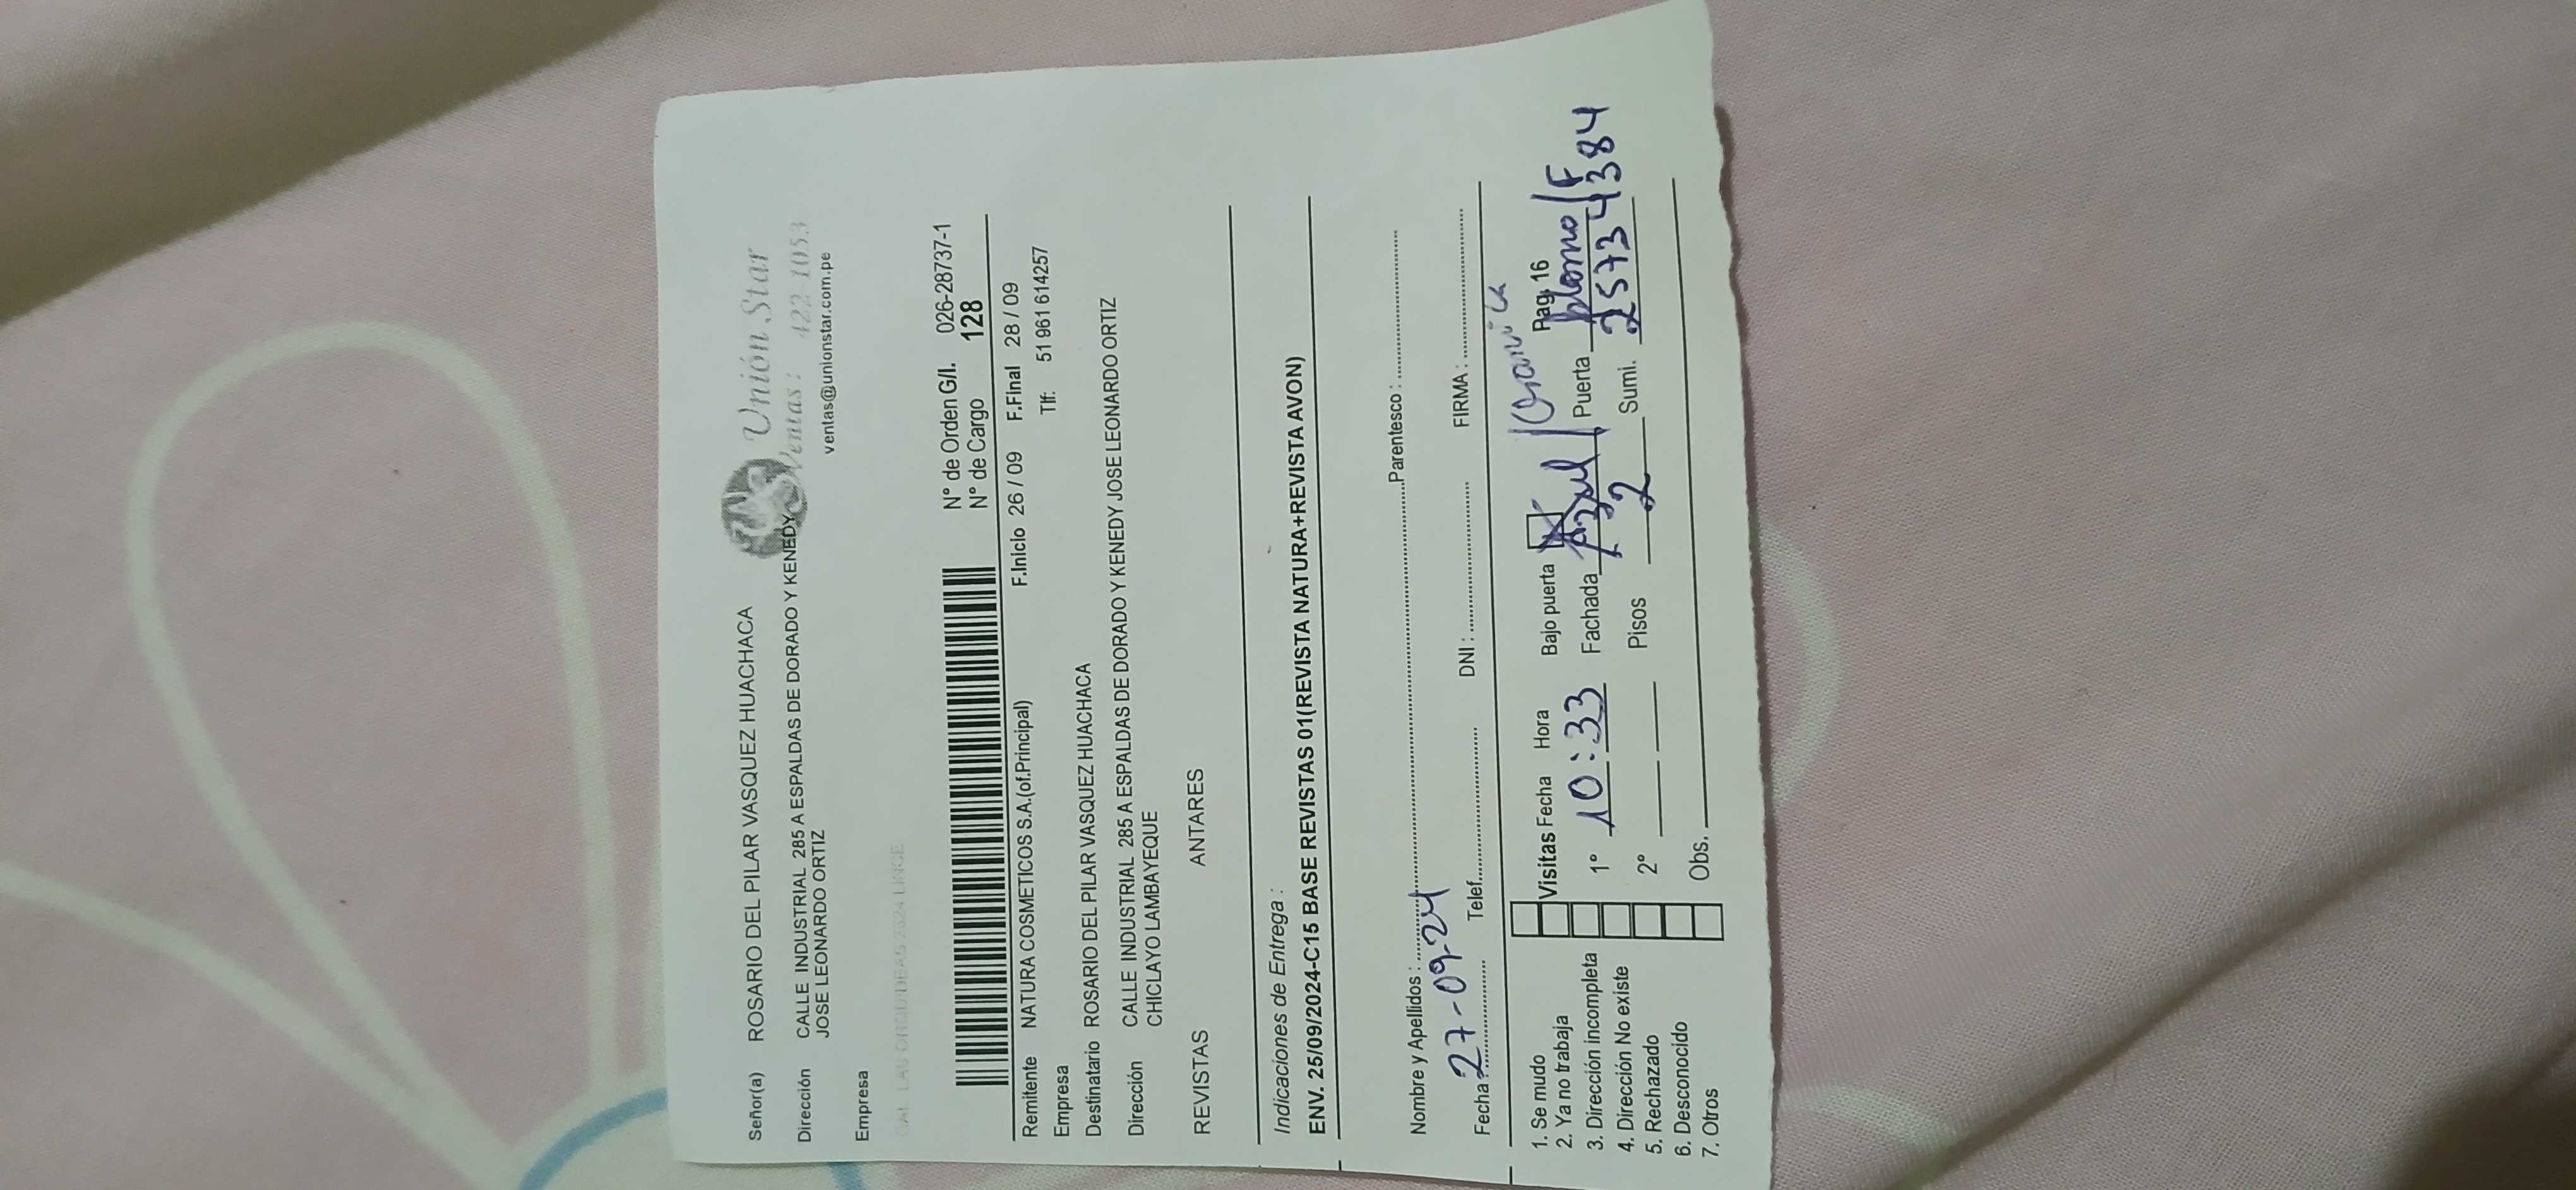 Señor(a) ROSARIO DEL PILAR VASQUEZ HUACHACA
Unión Star
Ventas : 422-1053
ventas@unionstar.com.pe
Dirección CALLE INDUSTRIAL 285 A ESPALDAS DE DORADO Y KENEDY
JOSE LEONARDO ORTIZ
Empresa
N° de Orden G/I. 026-28737-1
N° de Cargo 128
F.Inicio 26 / 09 F.Final 28 / 09
Remitente NATURA COSMETICOS S.A.(of.Principal)
Tlf: 51 961 614257
Empresa
Destinatario ROSARIO DEL PILAR VASQUEZ HUACHACA
Dirección CALLE INDUSTRIAL 285 A ESPALDAS DE DORADO Y KENEDY JOSE LEONARDO ORTIZ
CHICLAYO LAMBAYEQUE
REVISTAS ANTARES
Indicaciones de Entrega :
ENV. 25/09/2024-C15 BASE REVISTAS 01(REVISTA NATURA+REVISTA AVON)
Nombre y Apellidos : Parentesco :
Fecha : 27-09-24 Telef. DNI : FIRMA :
1. Se mudo
2. Ya no trabaja
3. Dirección incompleta
4. Dirección No existe
5. Rechazado
6. Desconocido
7. Otros
Visitas Fecha Hora Bajo puerta X Pag. 16
1° 10:33 Fachada Azul / Puerta plomo/F
2° Pisos 2 Sumi. 25734384
Obs.